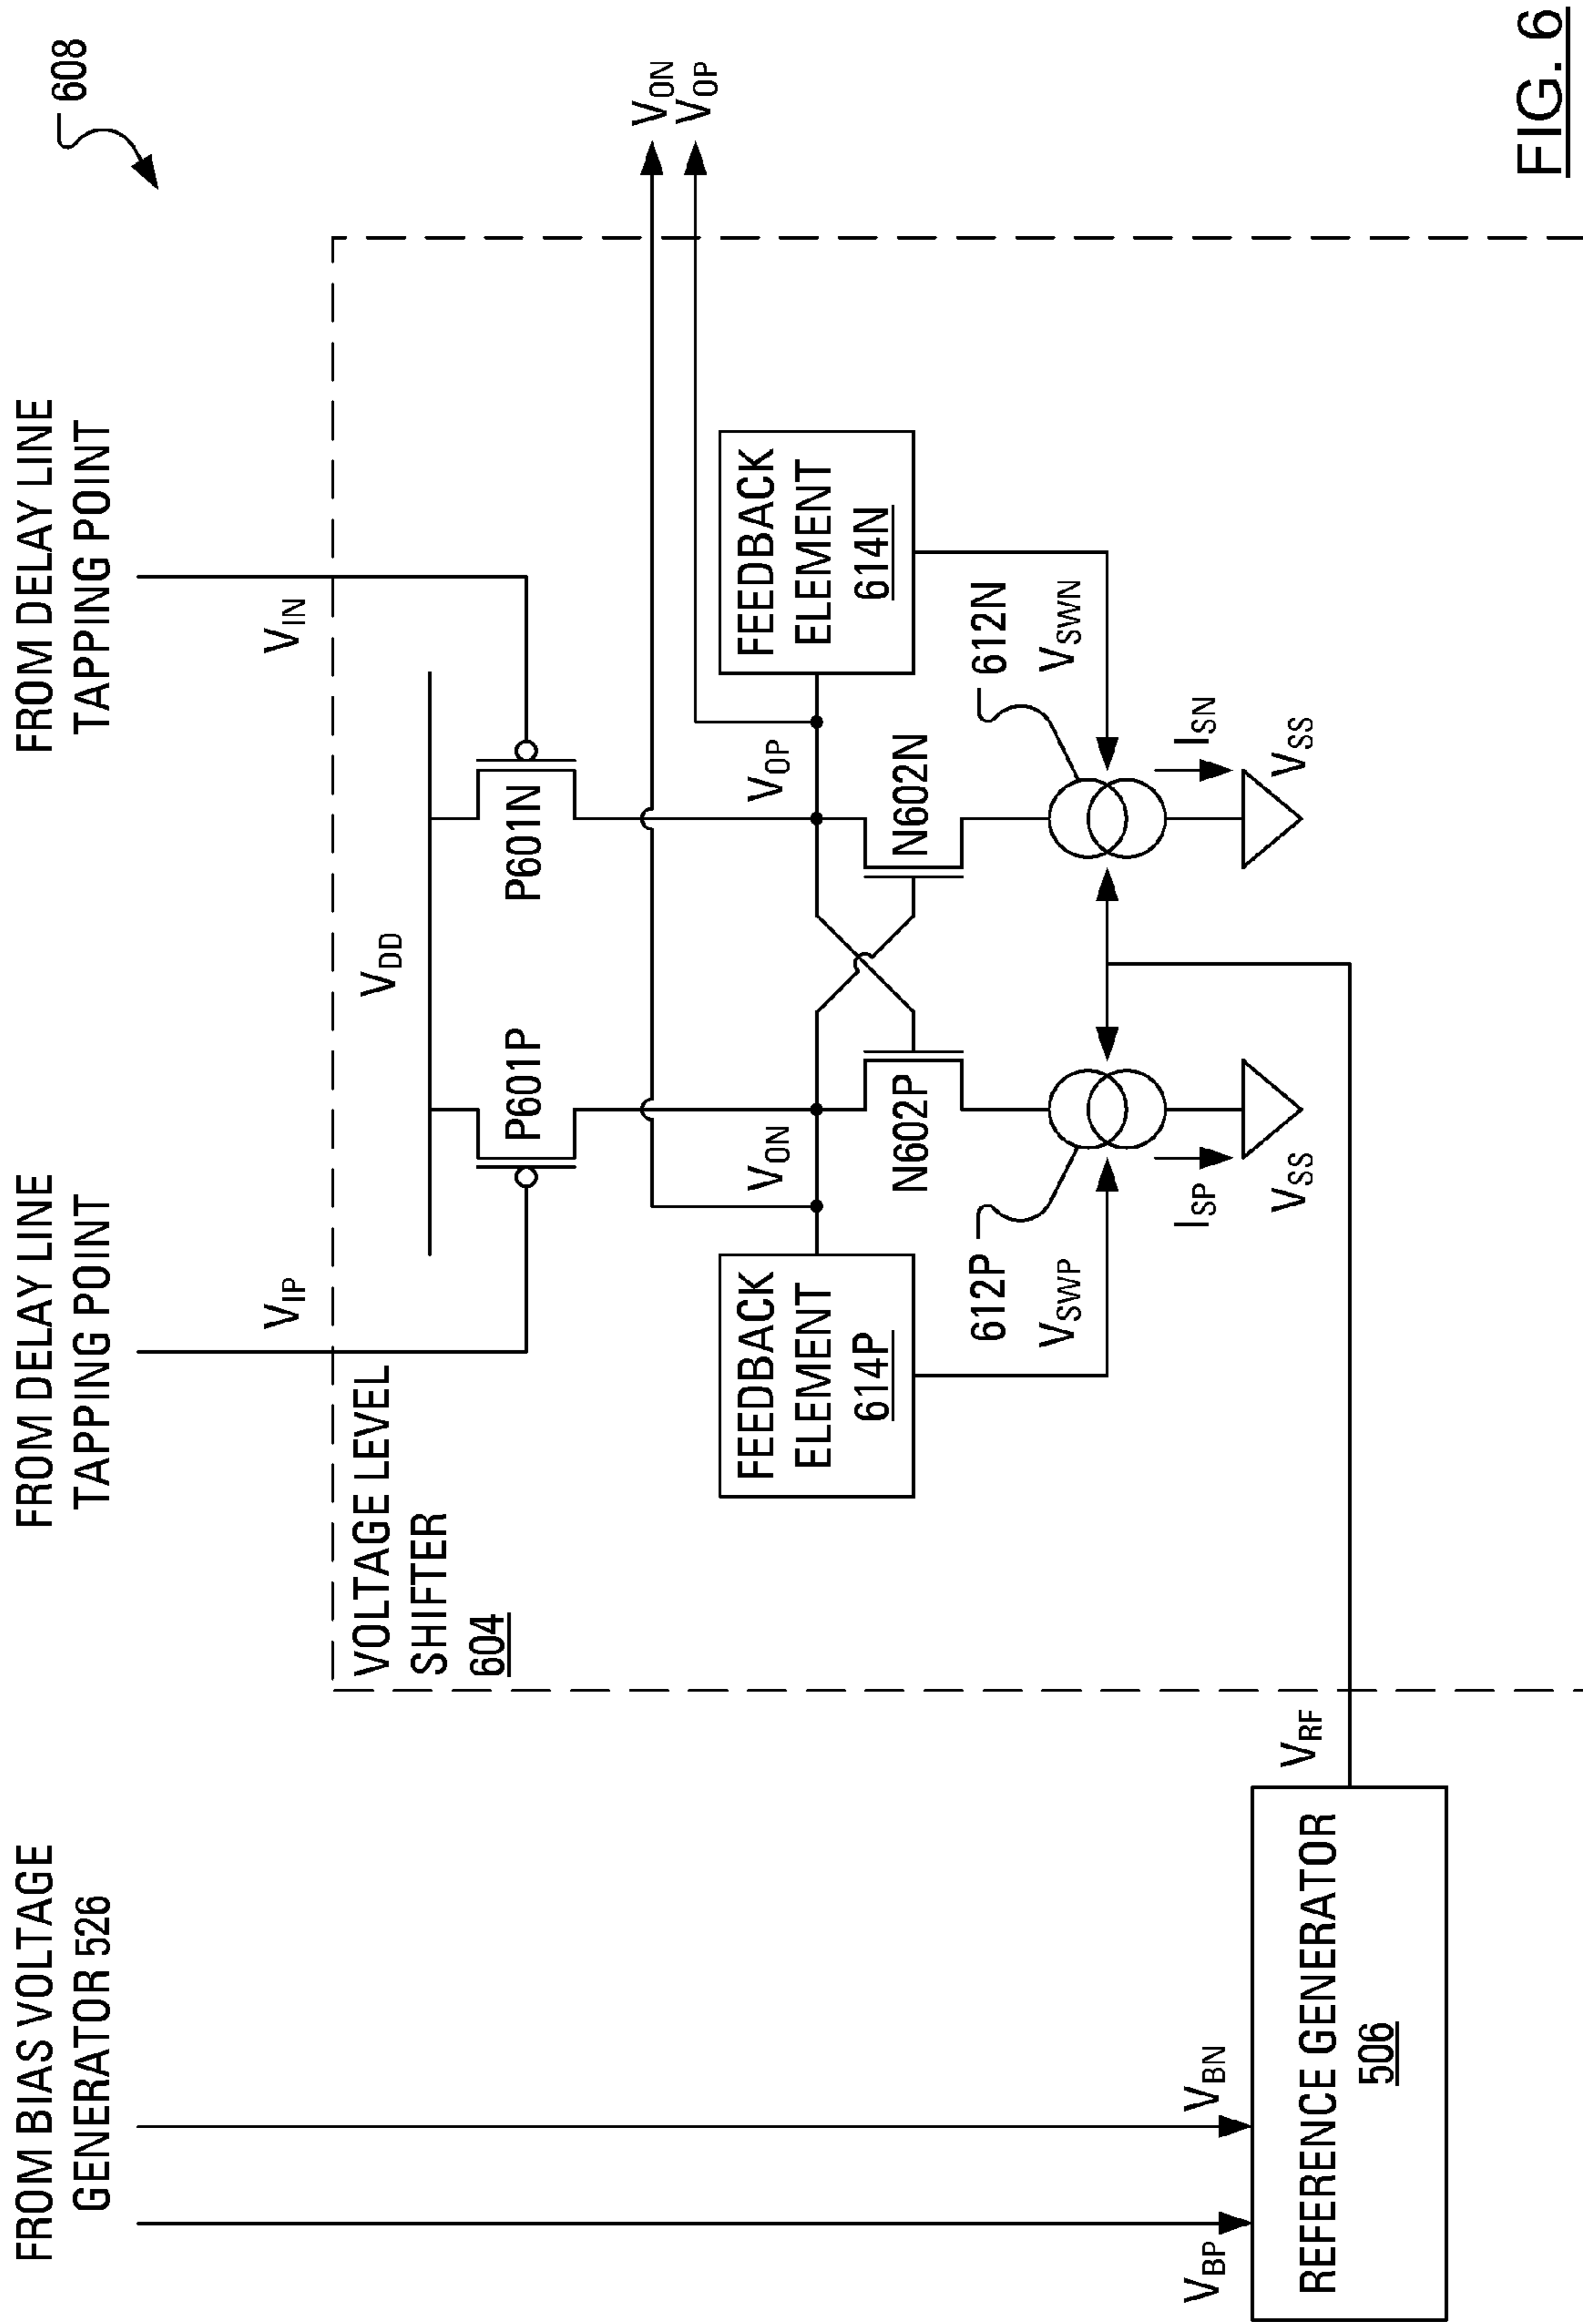 608
FROM BIAS VOLTAGE
GENERATOR 526
FROM DELAY LINE
TAPPING POINT
FROM DELAY LINE
TAPPING POINT
V_IP
V_IN
VOLTAGE LEVEL
SHIFTER
604
V_DD
P601P
P601N
V_ON
V_OP
V_ON
V_OP
FEEDBACK
ELEMENT
614P
FEEDBACK
ELEMENT
614N
N602P
N602N
612P
612N
V_SWP
V_SWN
I_SP
I_SN
V_SS
V_SS
V_BP
V_BN
V_RF
REFERENCE GENERATOR
506
FIG. 6